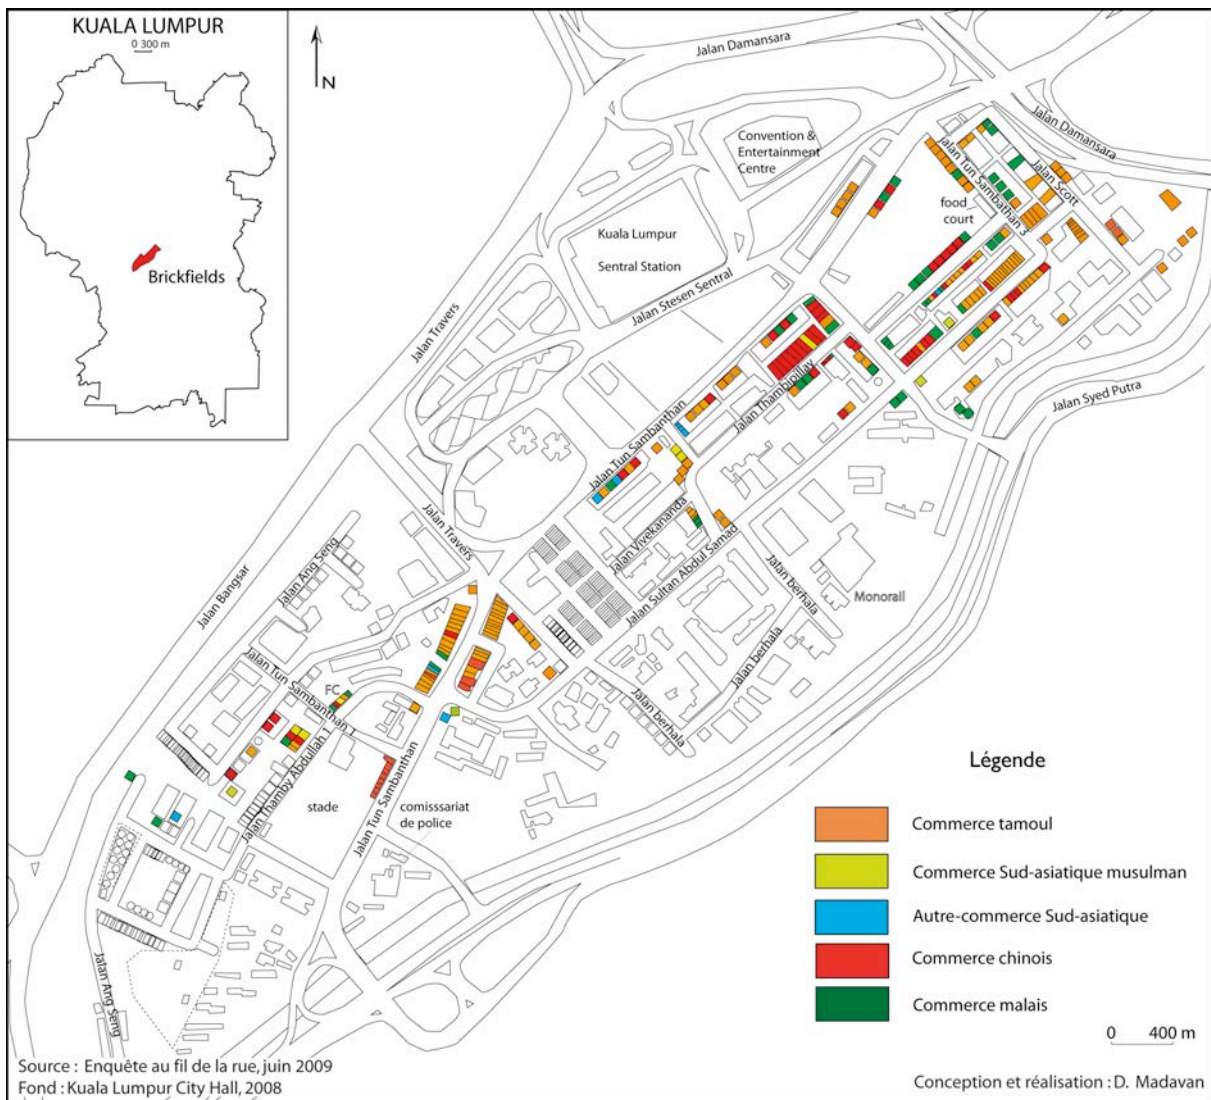 KUALA LUMPUR
0 300 m
Brickfields
N
Jalan Damansara
Jalan Damansara
Convention &
Entertainment
Centre
Jalan Tun Sambathan 3
Jalan Scott
food
court
Kuala Lumpur
Sentral Station
Jalan Stesen Sentral
Jalan Travers
Jalan Thambipillay
Jalan Tun Sambanthan
Jalan Syed Putra
Jalan Vivekananda
Jalan Sultan Abdul Samad
Jalan Travers
Jalan berhala
Monorail
Jalan Ang Seng
Jalan Bangsar
Jalan berhala
Jalan berhala
Jalan Tun Sambanthan 1
FC
Jalan Thamby Abdullah 1
stade
Jalan Tun Sambanthan
comisssariat
de police
Jalan Ang Seng
Légende
Commerce tamoul
Commerce Sud-asiatique musulman
Autre-commerce Sud-asiatique
Commerce chinois
Commerce malais
0 400 m
Source : Enquête au fil de la rue, juin 2009
Fond : Kuala Lumpur City Hall, 2008
Conception et réalisation : D. Madavan